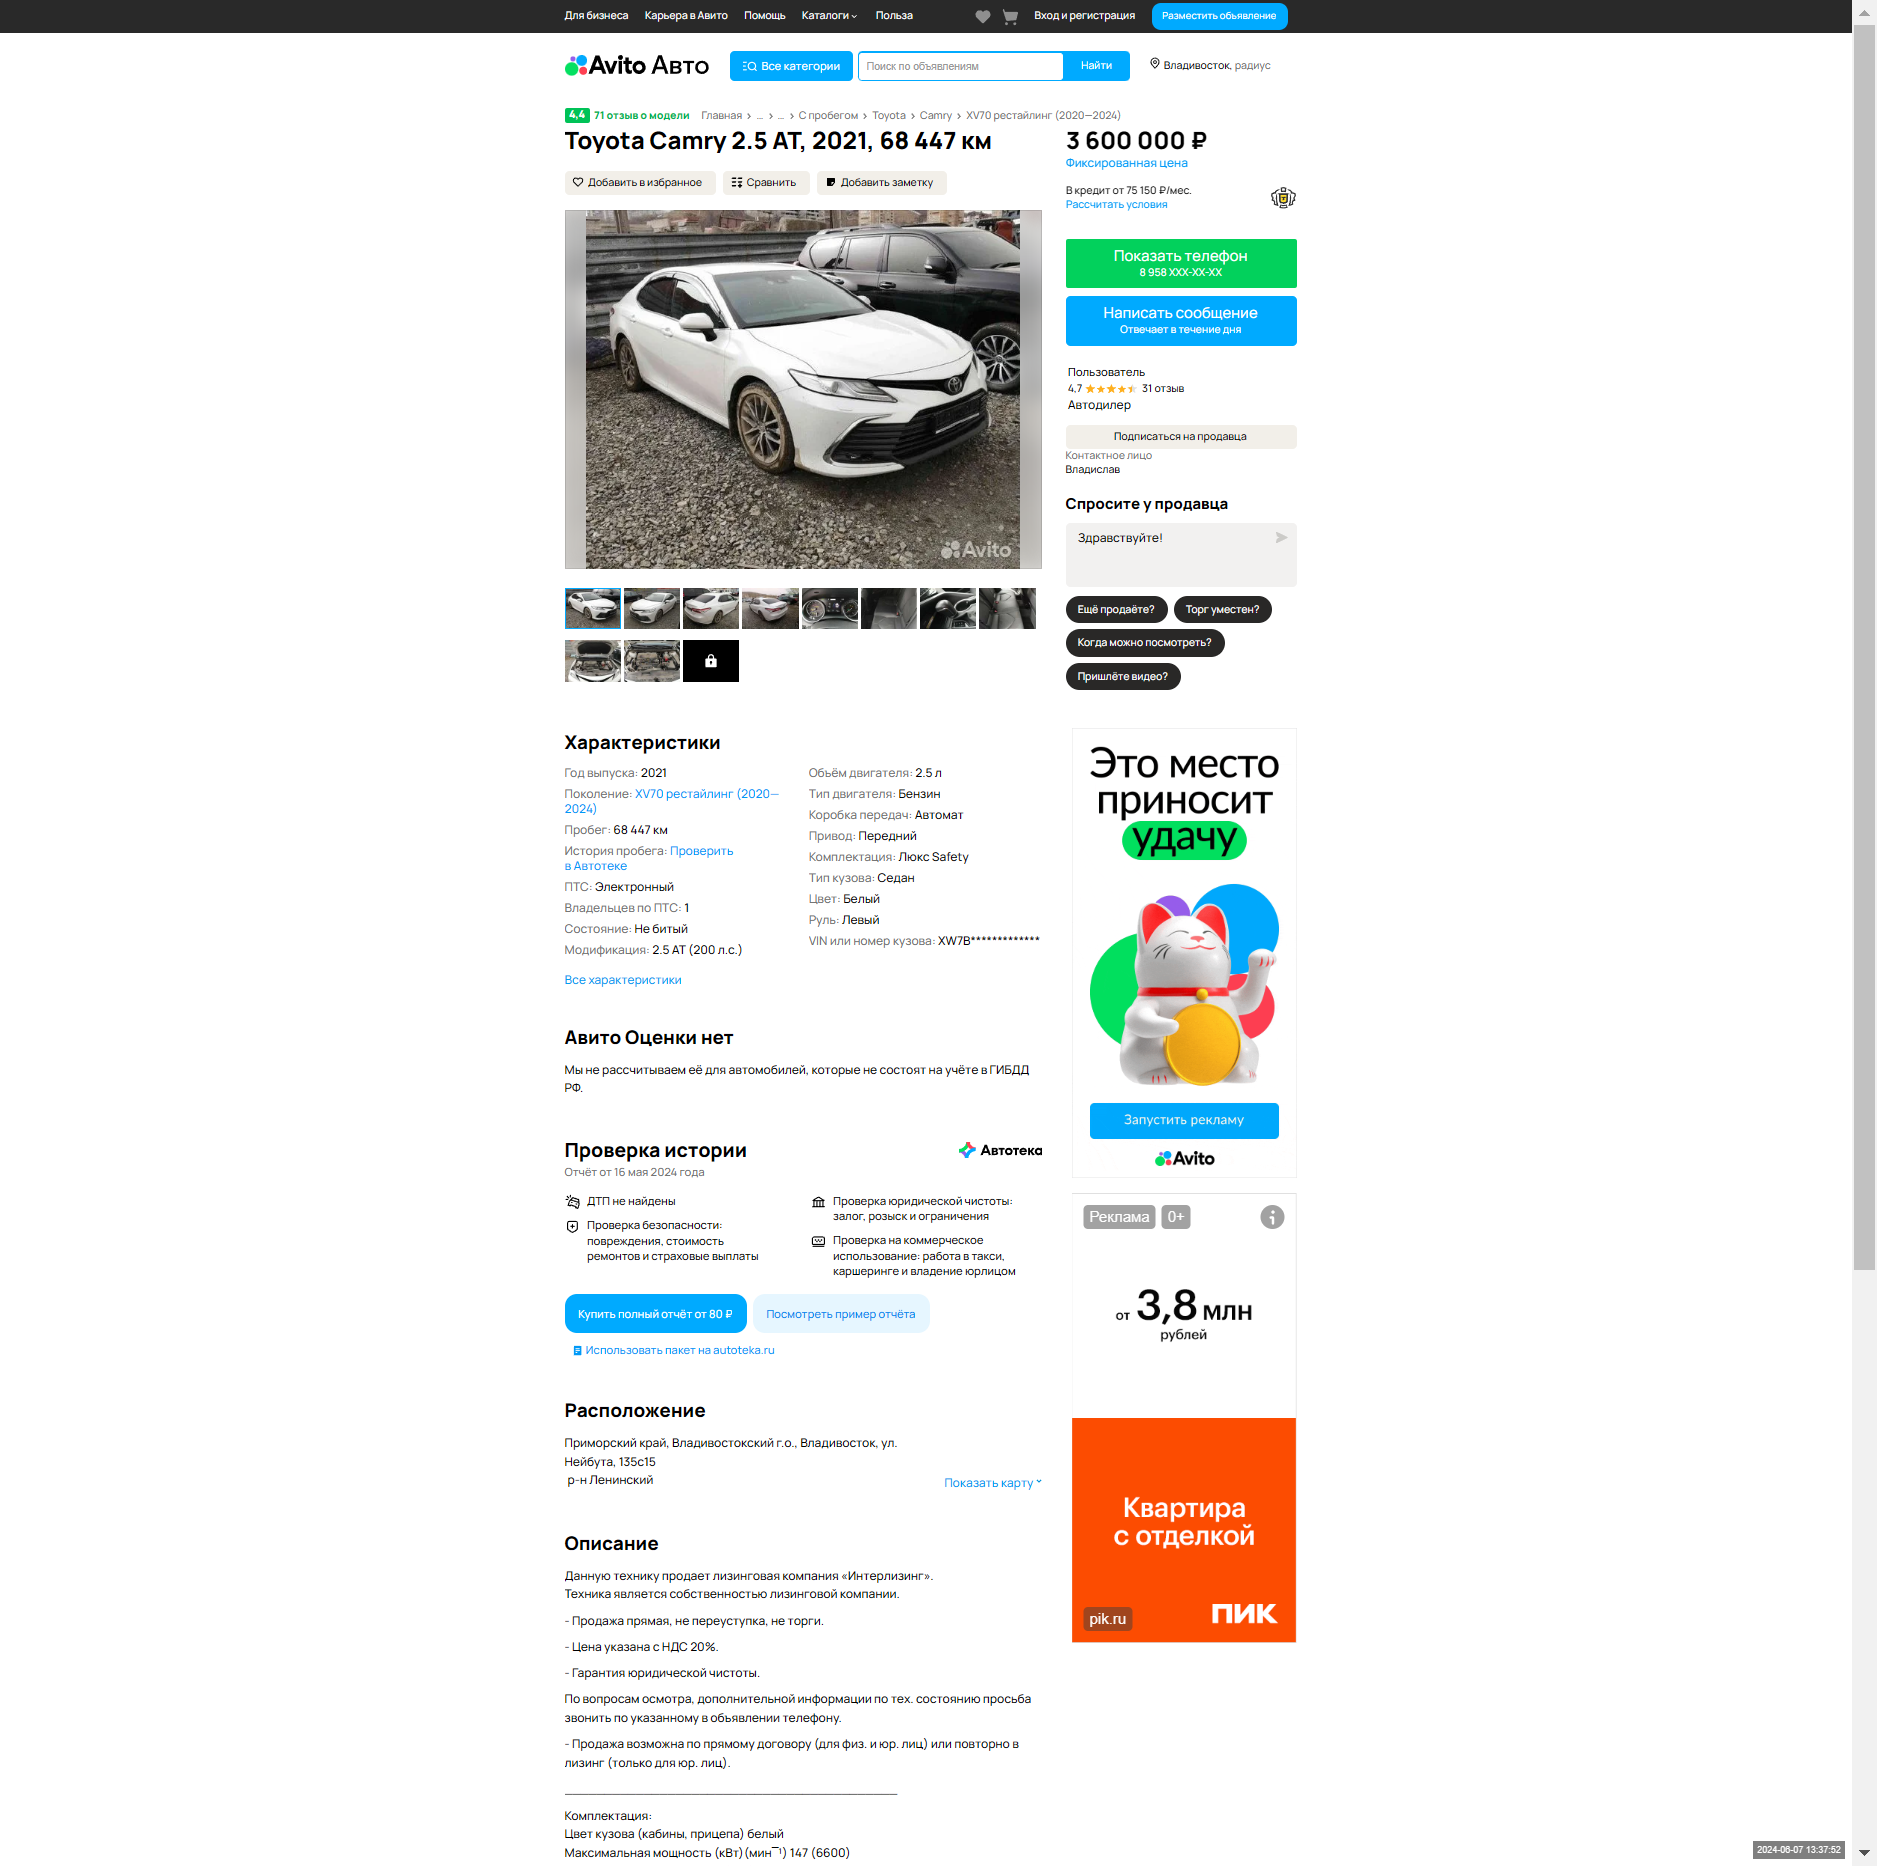 Для бизнеса Карьера в Авито Помощь Каталоги Польза Вход и регистрация Разместить объявление
Avito Авто Все категории Поиск по объявлениям Найти Владивосток, радиус
4,4 71 отзыв о модели Главная › ... › ... › С пробегом › Toyota › Camry › XV70 рестайлинг (2020—2024)
Toyota Camry 2.5 AT, 2021, 68 447 км
Добавить в избранное Сравнить Добавить заметку
Avito
3 600 000 ₽
Фиксированная цена
В кредит от 75 150 ₽/мес.
Рассчитать условия
Показать телефон
8 958 XXX-XX-XX
Написать сообщение
Отвечает в течение дня
Пользователь
4,7 31 отзыв
Автодилер
Подписаться на продавца
Контактное лицо
Владислав
Спросите у продавца
Здравствуйте!
Ещё продаёте? Торг уместен?
Когда можно посмотреть?
Пришлёте видео?
Характеристики
Год выпуска: 2021
Поколение: XV70 рестайлинг (2020—
2024)
Пробег: 68 447 км
История пробега: Проверить
в Автотеке
ПТС: Электронный
Владельцев по ПТС: 1
Состояние: Не битый
Модификация: 2.5 AT (200 л.с.)
Объём двигателя: 2.5 л
Тип двигателя: Бензин
Коробка передач: Автомат
Привод: Передний
Комплектация: Люкс Safety
Тип кузова: Седан
Цвет: Белый
Руль: Левый
VIN или номер кузова: XW7B*************
Все характеристики
Авито Оценки нет
Мы не рассчитываем её для автомобилей, которые не состоят на учёте в ГИБДД
РФ.
Проверка истории
Автотека
Отчёт от 16 мая 2024 года
ДТП не найдены
Проверка безопасности:
повреждения, стоимость
ремонтов и страховые выплаты
Проверка юридической чистоты:
залог, розыск и ограничения
Проверка на коммерческое
использование: работа в такси,
каршеринге и владение юрлицом
Купить полный отчёт от 80 ₽ Посмотреть пример отчёта
Использовать пакет на autoteka.ru
Расположение
Приморский край, Владивостокский г.о., Владивосток, ул.
Нейбута, 135с15
р-н Ленинский
Показать карту
Описание
Данную технику продает лизинговая компания «Интерлизинг».
Техника является собственностью лизинговой компании.
- Продажа прямая, не переуступка, не торги.
- Цена указана с НДС 20%.
- Гарантия юридической чистоты.
По вопросам осмотра, дополнительной информации по тех. состоянию просьба
звонить по указанному в объявлении телефону.
- Продажа возможна по прямому договору (для физ. и юр. лиц) или повторно в
лизинг (только для юр. лиц).
Комплектация:
Цвет кузова (кабины, прицепа) белый
Максимальная мощность (кВт)(мин⁻¹) 147 (6600)
Это место
приносит
удачу
Запустить рекламу
Avito
Реклама 0+
от 3,8 млн
рублей
Квартира
с отделкой
pik.ru ПИК
2024-06-07 13:37:52